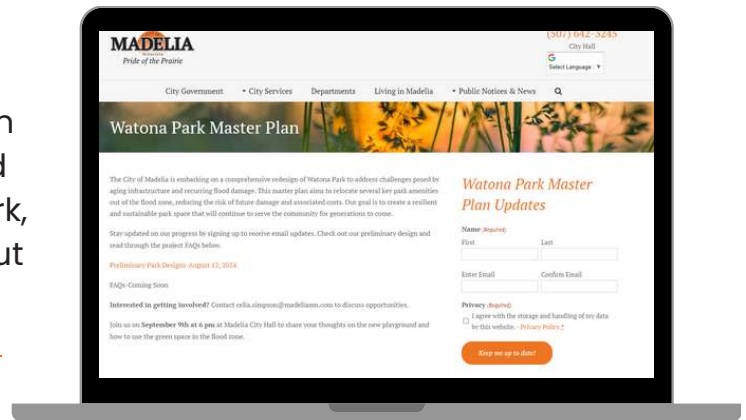 n
d
rk,
ut
MADELIA
MINNESOTA
Pride of the Prairie
(507) 642-3245
City Hall
G
Select Language ▼
City Government • City Services Departments Living in Madelia • Public Notices & News
Watona Park Master Plan
The City of Madelia is embarking on a comprehensive redesign of Watona Park to address challenges posed by
aging infrastructure and recurring flood damage. This master plan aims to relocate several key park amenities
out of the flood zone, reducing the risk of future damage and associated costs. Our goal is to create a resilient
and sustainable park space that will continue to serve the community for generations to come.
Stay updated on our progress by signing up to receive email updates. Check out our preliminary design and
read through the project FAQs below.
Preliminary Park Designs-August 12, 2024
FAQs-Coming Soon
Interested in getting involved? Contact celia.simpson@madeliamn.com to discuss opportunities.
Join us on September 9th at 6 pm at Madelia City Hall to share your thoughts on the new playground and
how to use the green space in the flood zone.
Watona Park Master
Plan Updates
Name (Required)
First Last
Enter Email Confirm Email
Privacy (Required)
I agree with the storage and handling of my data
by this website. - Privacy Policy *
Keep me up to date!